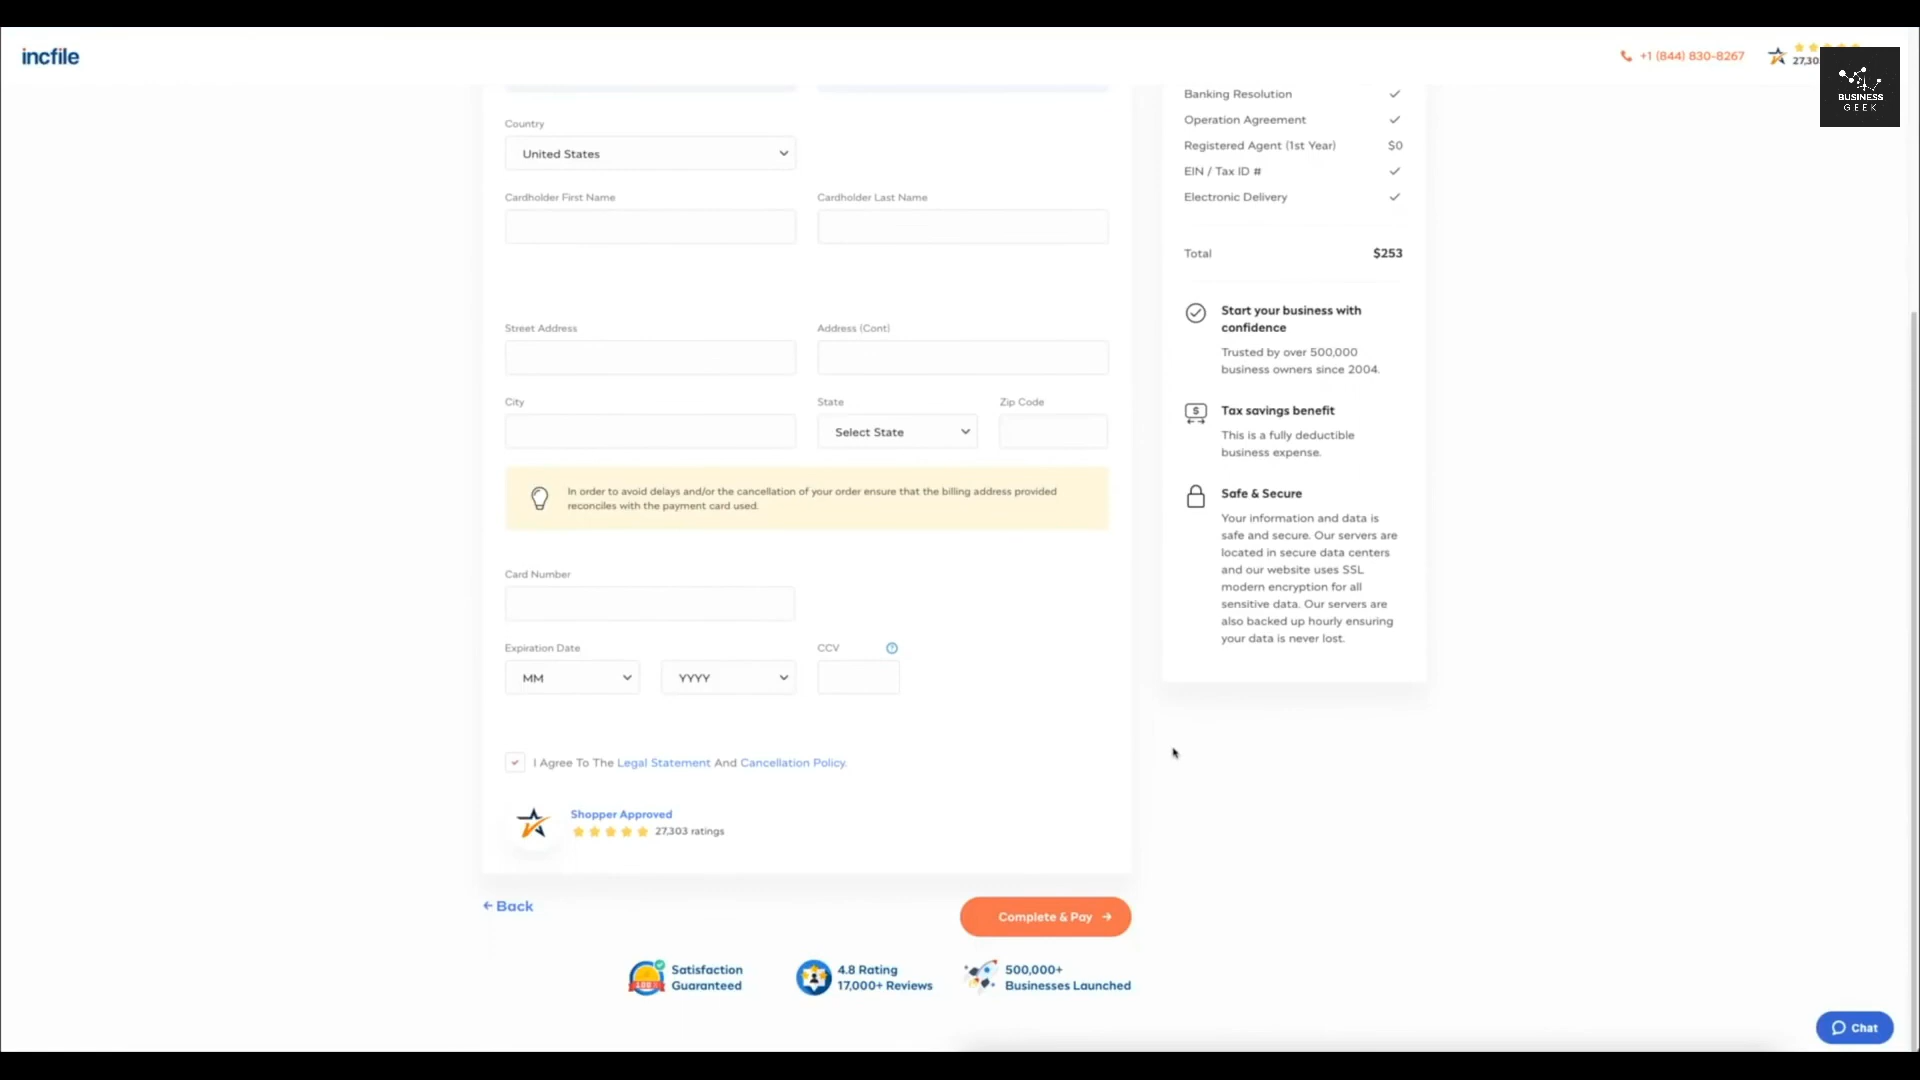 incfile
+1 (844) 830-8267
27,30
BUSINESS
GEEK
Country
United States
Cardholder First Name
Cardholder Last Name
Street Address
Address (Cont)
City
State
Zip Code
Select State
In order to avoid delays and/or the cancellation of your order ensure that the billing address provided
reconciles with the payment card used.
Card Number
Expiration Date
CCV
MM
YYYY
I Agree To The Legal Statement And Cancellation Policy.
Shopper Approved
27,303 ratings
Banking Resolution
Operation Agreement
Registered Agent (1st Year) $0
EIN / Tax ID #
Electronic Delivery
Total $253
Start your business with
confidence
Trusted by over 500,000
business owners since 2004.
Tax savings benefit
This is a fully deductible
business expense.
Safe & Secure
Your information and data is
safe and secure. Our servers are
located in secure data centers
and our website uses SSL
modern encryption for all
sensitive data. Our servers are
also backed up hourly ensuring
your data is never lost.
← Back
Complete & Pay →
100%
Satisfaction
Guaranteed
4.8 Rating
17,000+ Reviews
500,000+
Businesses Launched
Chat